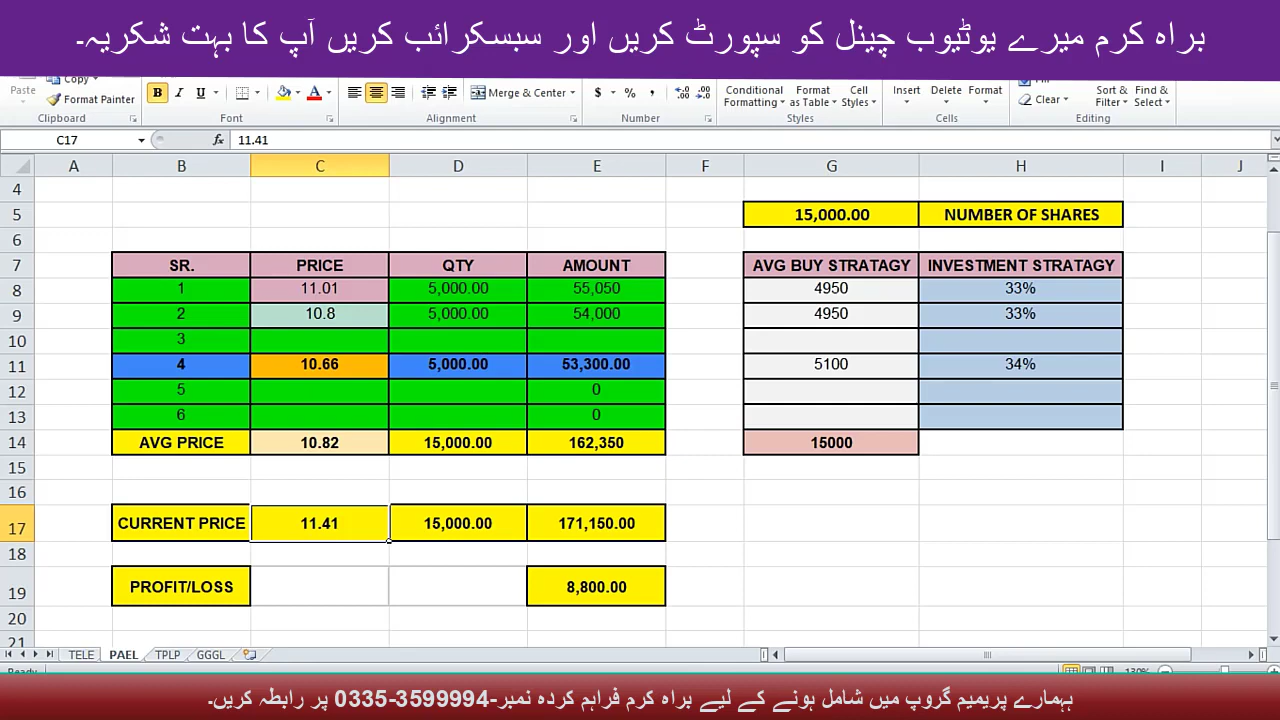 براہ کرم میرے یوٹیوب چینل کو سپورٹ کریں اور سبسکرائب کریں آپ کا بہت شکریہ۔
Paste Copy Format Painter B I U Merge & Center $ % , Conditional Formatting Format as Table Cell Styles Insert Delete Format Fill Clear Sort & Filter Find & Select
Clipboard Font Alignment Number Styles Cells Editing
C17 fx 11.41
A B C D E F G H I J
4
5 15,000.00 NUMBER OF SHARES
6
7 SR. PRICE QTY AMOUNT AVG BUY STRATAGY INVESTMENT STRATAGY
8 1 11.01 5,000.00 55,050 4950 33%
9 2 10.8 5,000.00 54,000 4950 33%
10 3
11 4 10.66 5,000.00 53,300.00 5100 34%
12 5 0
13 6 0
14 AVG PRICE 10.82 15,000.00 162,350 15000
15
16
17 CURRENT PRICE 11.41 15,000.00 171,150.00
18
19 PROFIT/LOSS 8,800.00
20
21
TELE PAEL TPLP GGGL
Ready 130%
ہمارے پریمیم گروپ میں شامل ہونے کے لیے براہ کرم فراہم کردہ نمبر-0335-3599994 پر رابطہ کریں۔